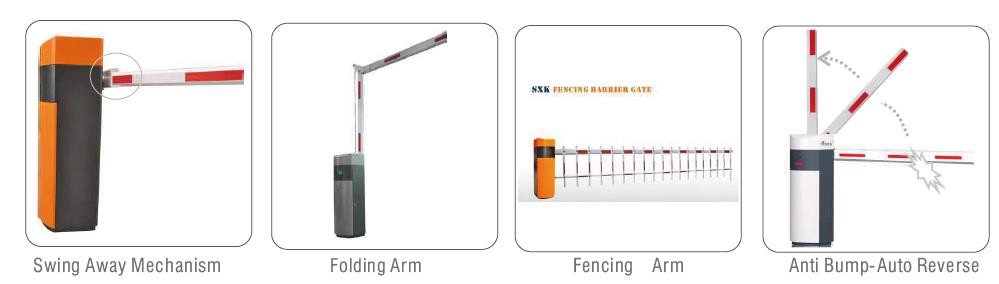 SXK FENCING BARRIER GATE
Swing Away Mechanism
Folding Arm
Fencing Arm
Anti Bump-Auto Reverse